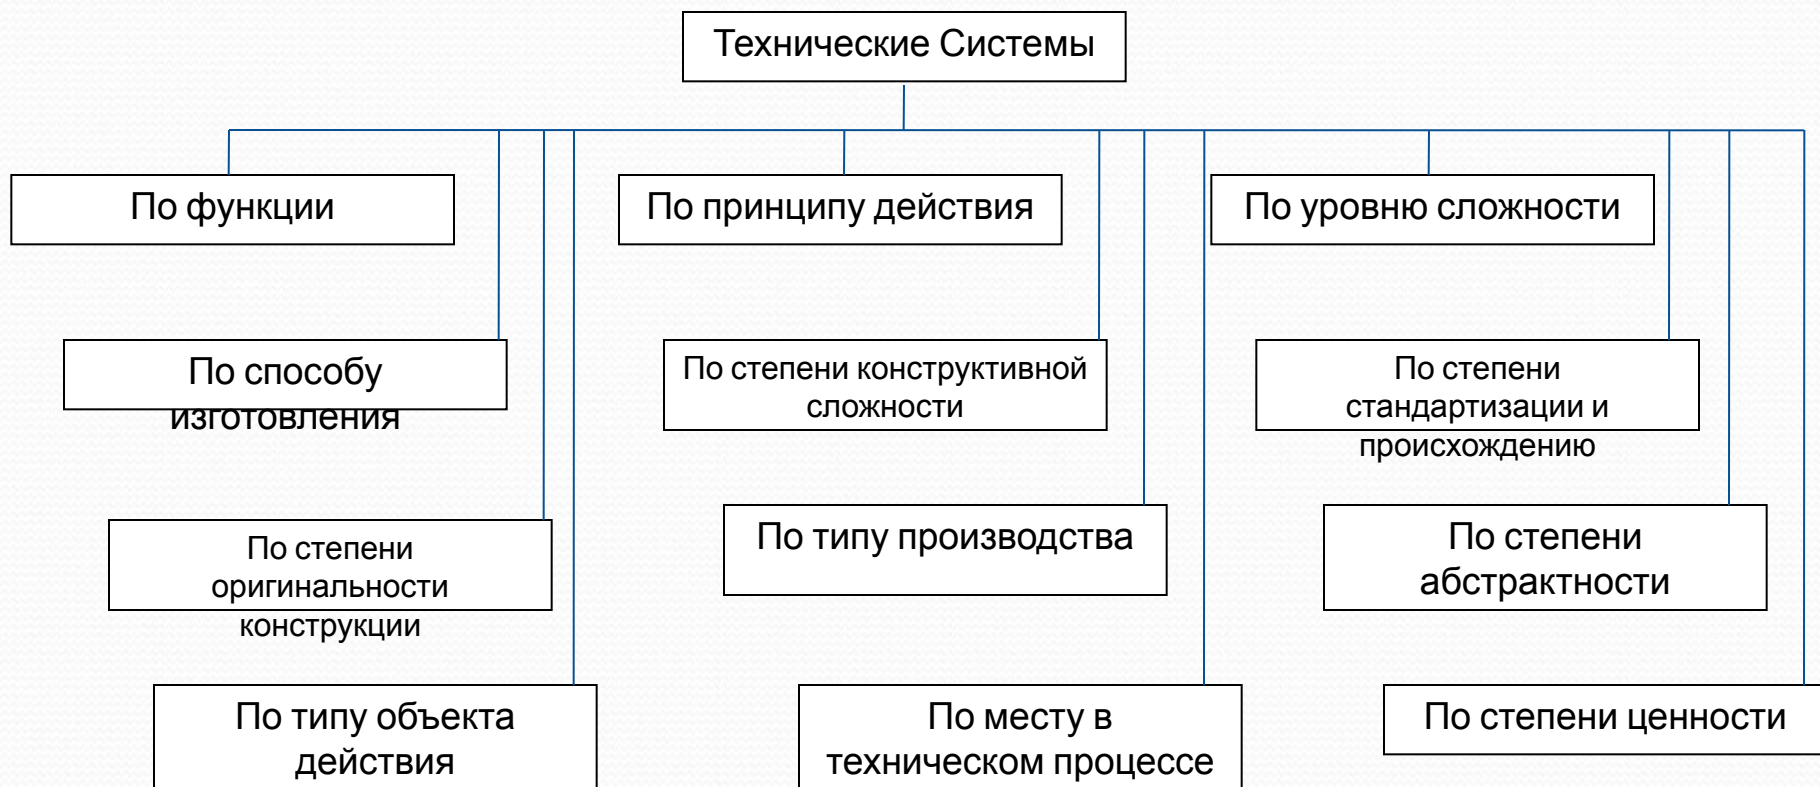 Технические Системы
По функции
По принципу действия
По уровню сложности
По способу
изготовления
По степени конструктивной
сложности
По степени
стандартизации и
происхождению
По степени
оригинальности
конструкции
По типу производства
По степени
абстрактности
По типу объекта
действия
По месту в
техническом процессе
По степени ценности